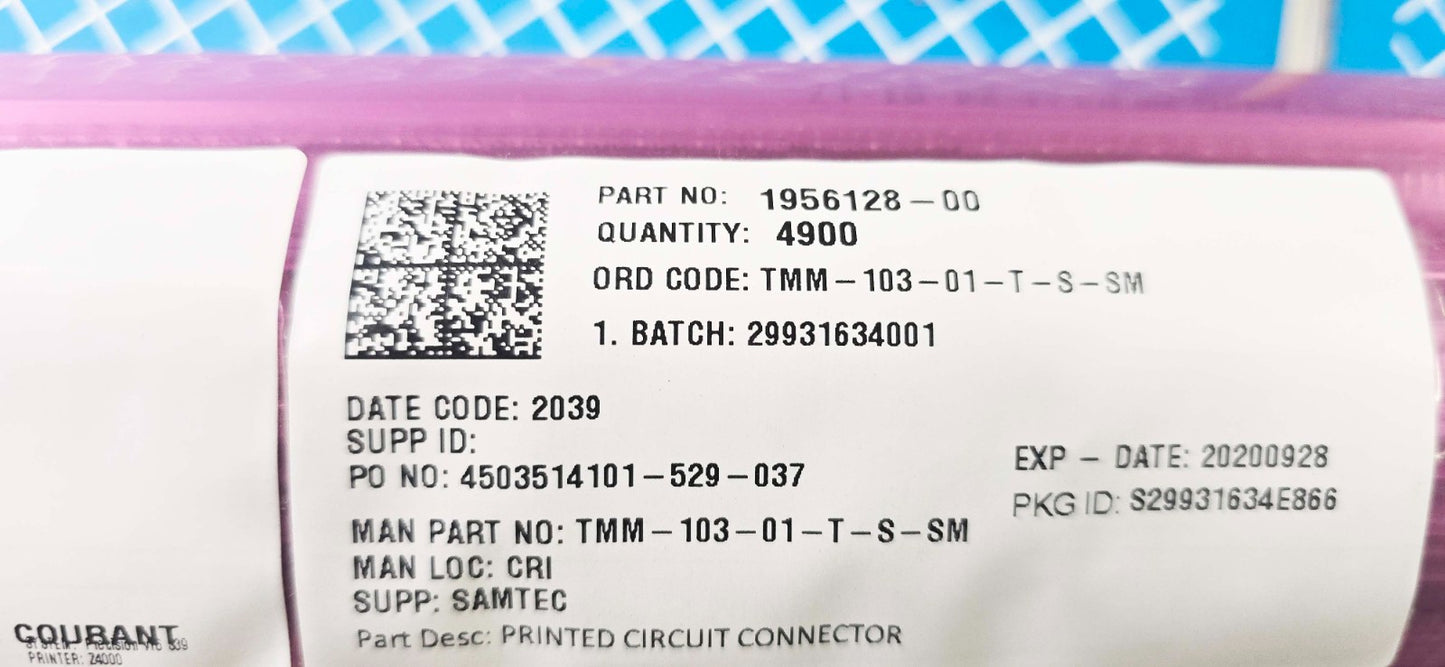 PART NO: 1956128-00
QUANTITY: 4900
ORD CODE: TMM-103-01-T-S-SM
1. BATCH: 29931634001
DATE CODE: 2039
SUPP ID:
PO NO: 4503514101-529-037
EXP - DATE: 20200928
PKG ID: S29931634E866
MAN PART NO: TMM-103-01-T-S-SM
MAN LOC: CRI
SUPP: SAMTEC
Part Desc: PRINTED CIRCUIT CONNECTOR
COURANT
PRINTER: Z4000